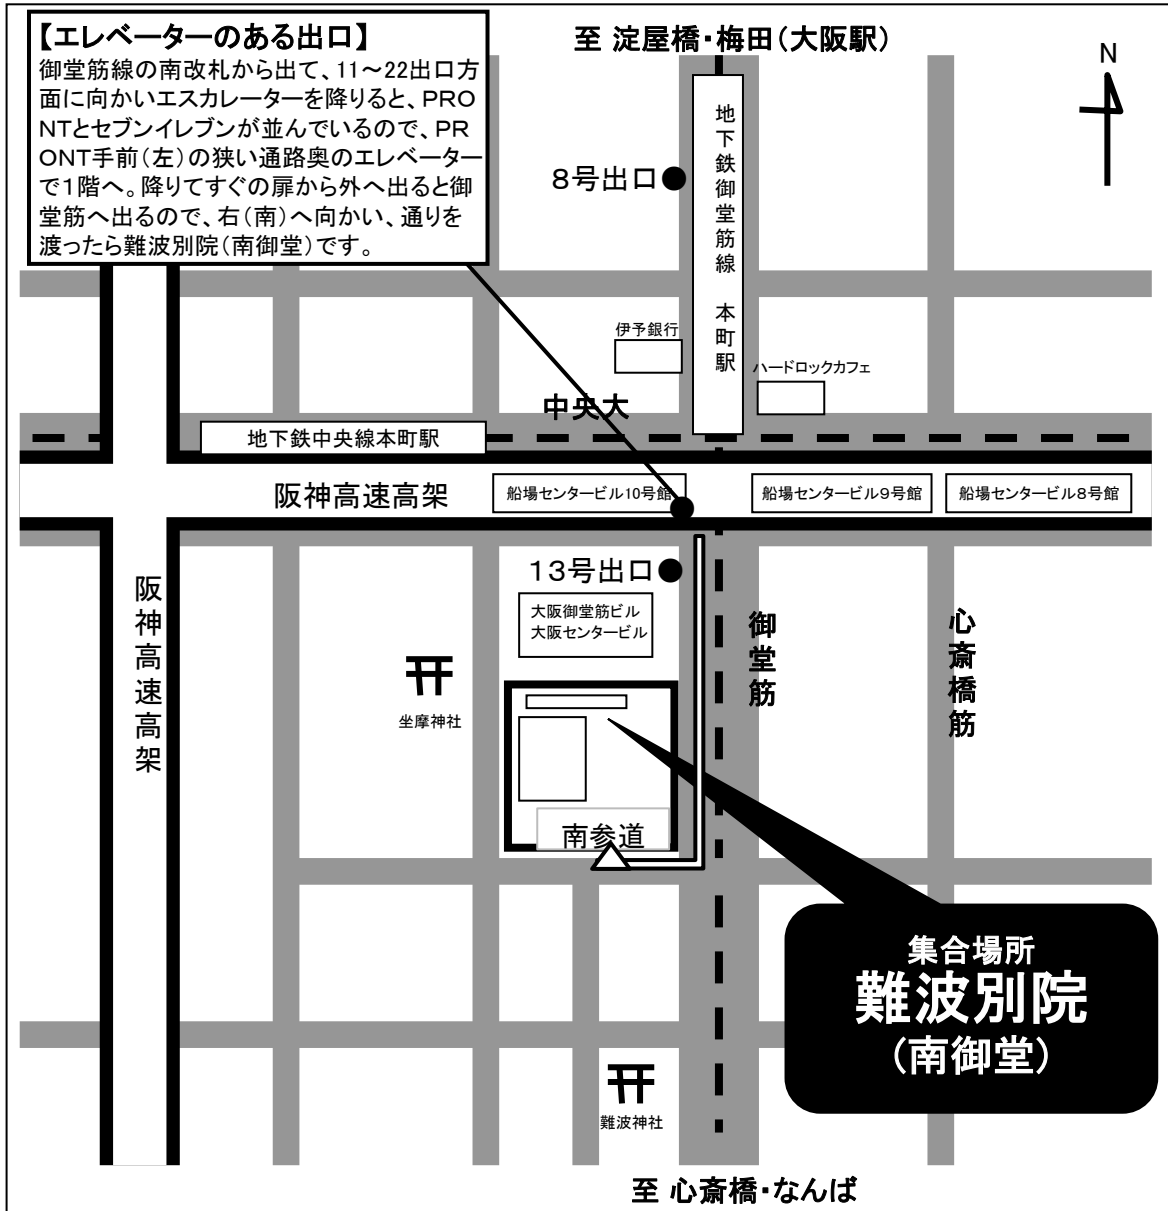 【エレベーターのある出口】
御堂筋線の南改札から出て、11～22出口方
面に向かいエスカレーターを降りると、PRO
NTとセブンイレブンが並んでいるので、PR
ONT手前(左)の狭い通路奥のエレベーター
で1階へ。降りてすぐの扉から外へ出ると御
堂筋へ出るので、右(南)へ向かい、通りを
渡ったら難波別院(南御堂)です。
至 淀屋橋・梅田(大阪駅)
N
地下鉄御堂筋線 本町駅
8号出口
伊予銀行
ハードロックカフェ
中央大
地下鉄中央線本町駅
阪神高速高架
船場センタービル10号館
船場センタービル9号館
船場センタービル8号館
13号出口
大阪御堂筋ビル
大阪センタービル
阪神高速高架
御堂筋
心斎橋筋
坐摩神社
南参道
集合場所
難波別院
(南御堂)
難波神社
至 心斎橋・なんば